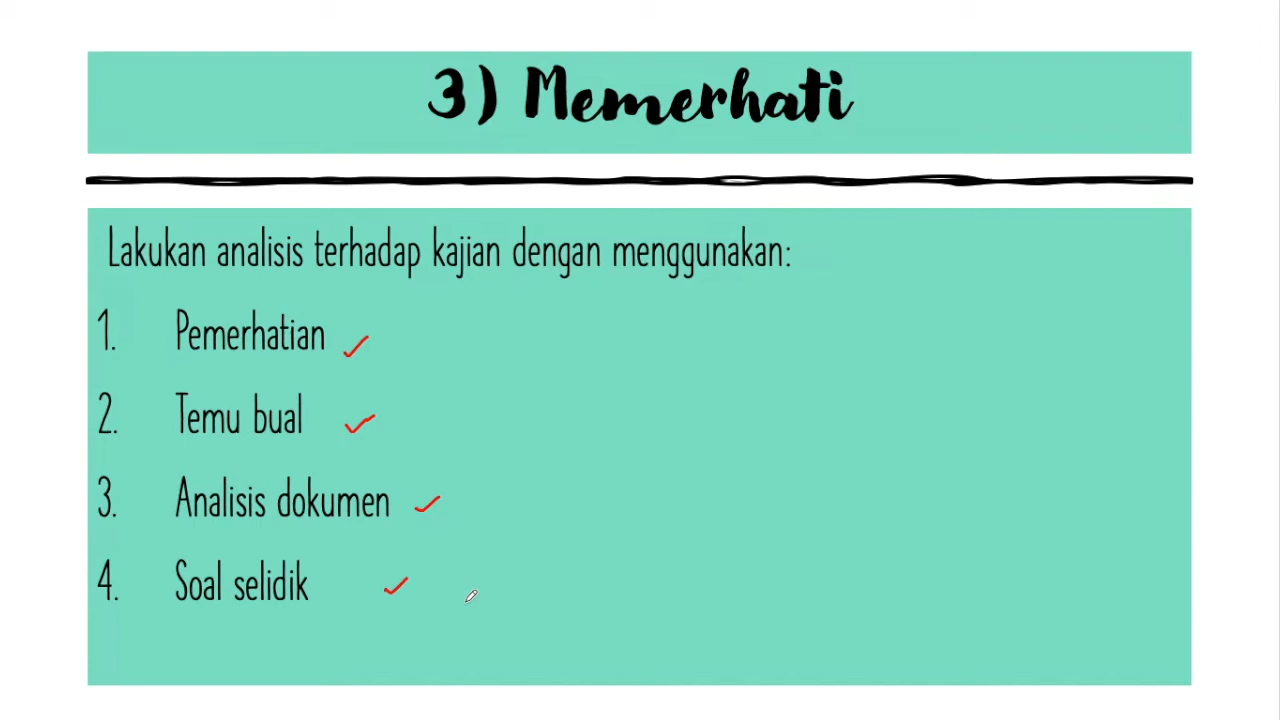 3) Memerhati
Lakukan analisis terhadap kajian dengan menggunakan:
1. Pemerhatian
2. Temu bual
3. Analisis dokumen
4. Soal selidik